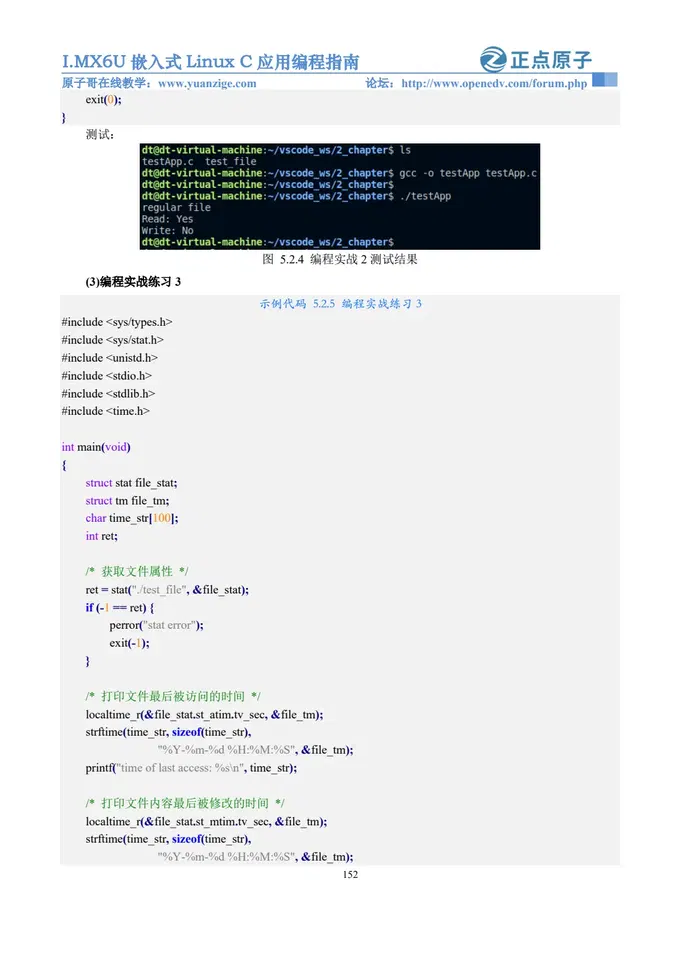 I.MX6U 嵌入式 Linux C 应用编程指南
正点原子
原子哥在线教学：www.yuanzige.com 论坛：http://www.openedv.com/forum.php
exit(0);
}
测试：
dt@dt-virtual-machine:~/vscode_ws/2_chapter$ ls
testApp.c  test_file
dt@dt-virtual-machine:~/vscode_ws/2_chapter$ gcc -o testApp testApp.c
dt@dt-virtual-machine:~/vscode_ws/2_chapter$
dt@dt-virtual-machine:~/vscode_ws/2_chapter$ ./testApp
regular file
Read: Yes
Write: No
dt@dt-virtual-machine:~/vscode_ws/2_chapter$
图 5.2.4 编程实战 2 测试结果
(3)编程实战练习 3
示例代码 5.2.5 编程实战练习 3
#include <sys/types.h>
#include <sys/stat.h>
#include <unistd.h>
#include <stdio.h>
#include <stdlib.h>
#include <time.h>
int main(void)
{
struct stat file_stat;
struct tm file_tm;
char time_str[100];
int ret;
/* 获取文件属性 */
ret = stat("./test_file", &file_stat);
if (-1 == ret) {
perror("stat error");
exit(-1);
}
/* 打印文件最后被访问的时间 */
localtime_r(&file_stat.st_atim.tv_sec, &file_tm);
strftime(time_str, sizeof(time_str),
"%Y-%m-%d %H:%M:%S", &file_tm);
printf("time of last access: %s\n", time_str);
/* 打印文件内容最后被修改的时间 */
localtime_r(&file_stat.st_mtim.tv_sec, &file_tm);
strftime(time_str, sizeof(time_str),
"%Y-%m-%d %H:%M:%S", &file_tm);
152